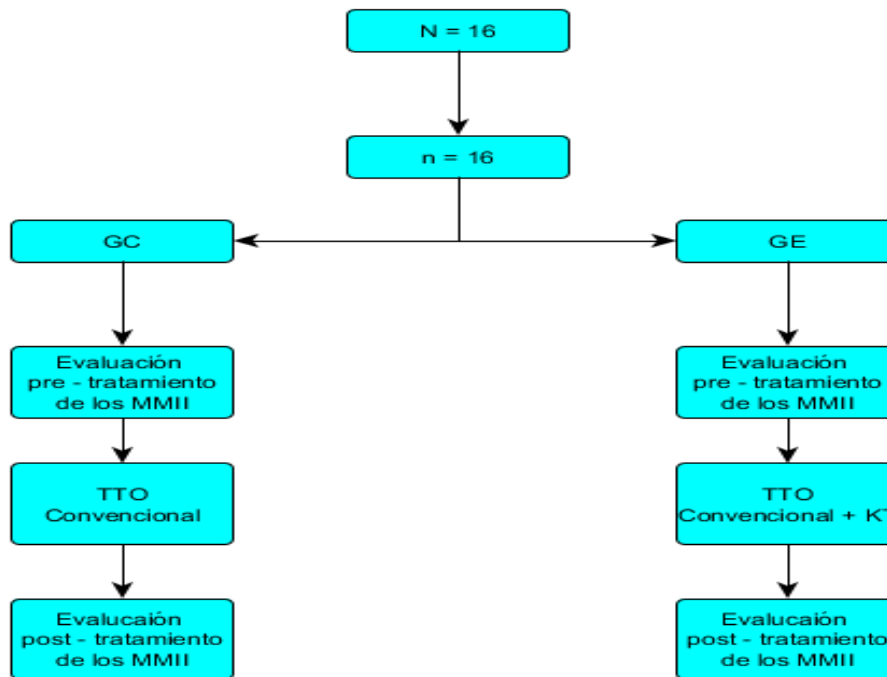 N = 16
n = 16
GC
GE
Evaluación
pre - tratamiento
de los MMII
Evaluación
pre - tratamiento
de los MMII
TTO
Convencional
TTO
Convencional + KT
Evalucaión
post - tratamiento
de los MMII
Evalucaión
post - tratamiento
de los MMII